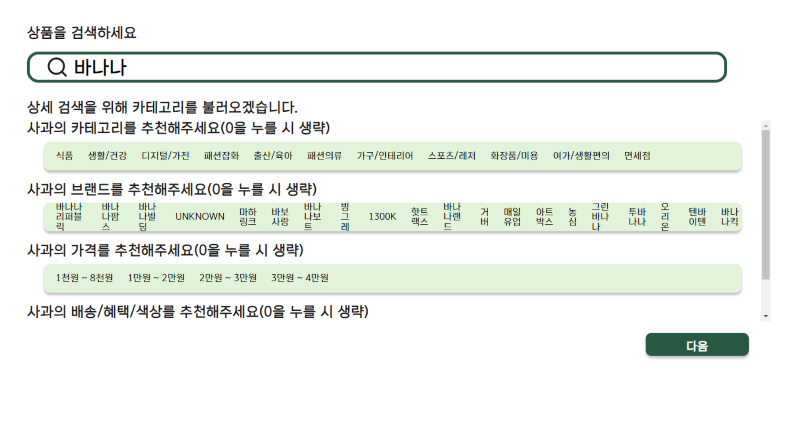 상품을 검색하세요
바나나
상세 검색을 위해 카테고리를 불러오겠습니다.
사과의 카테고리를 추천해주세요(0을 누를 시 생략)
식품 생활/건강 디지털/가전 패션잡화 출산/육아 패션의류 가구/인테리어 스포츠/레저 화장품/미용 여가/생활편의 면세점
사과의 브랜드를 추천해주세요(0을 누를 시 생략)
바나나리퍼블릭 바나나팜스 바나나빌딩 UNKNOWN 마하링크 바보사랑 바나나보트 빙그레 1300K 핫트랙스 바나나랜드 거버 매일유업 아트박스 농심 그린바나나 투바나나 오리온 텐바이텐 바나나킥
사과의 가격를 추천해주세요(0을 누를 시 생략)
1천원 ~ 8천원 1만원 ~ 2만원 2만원 ~ 3만원 3만원 ~ 4만원
사과의 배송/혜택/색상를 추천해주세요(0을 누를 시 생략)
다음